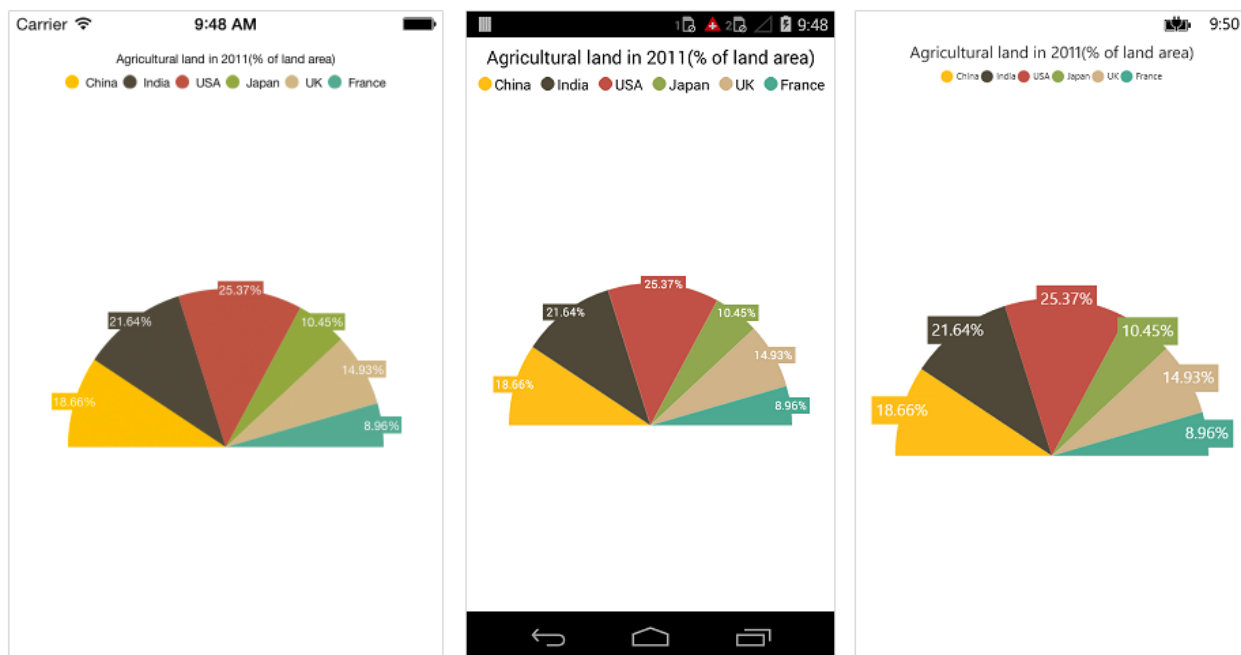 Carrier 9:48 AM
Agricultural land in 2011(% of land area)
China India USA Japan UK France
25.37%
21.64%
10.45%
14.93%
18.66%
8.96%
1 2 9:48
Agricultural land in 2011(% of land area)
China India USA Japan UK France
25.37%
21.64%
10.45%
14.93%
18.66%
8.96%
9:50
Agricultural land in 2011(% of land area)
China India USA Japan UK France
25.37%
21.64%
10.45%
14.93%
18.66%
8.96%